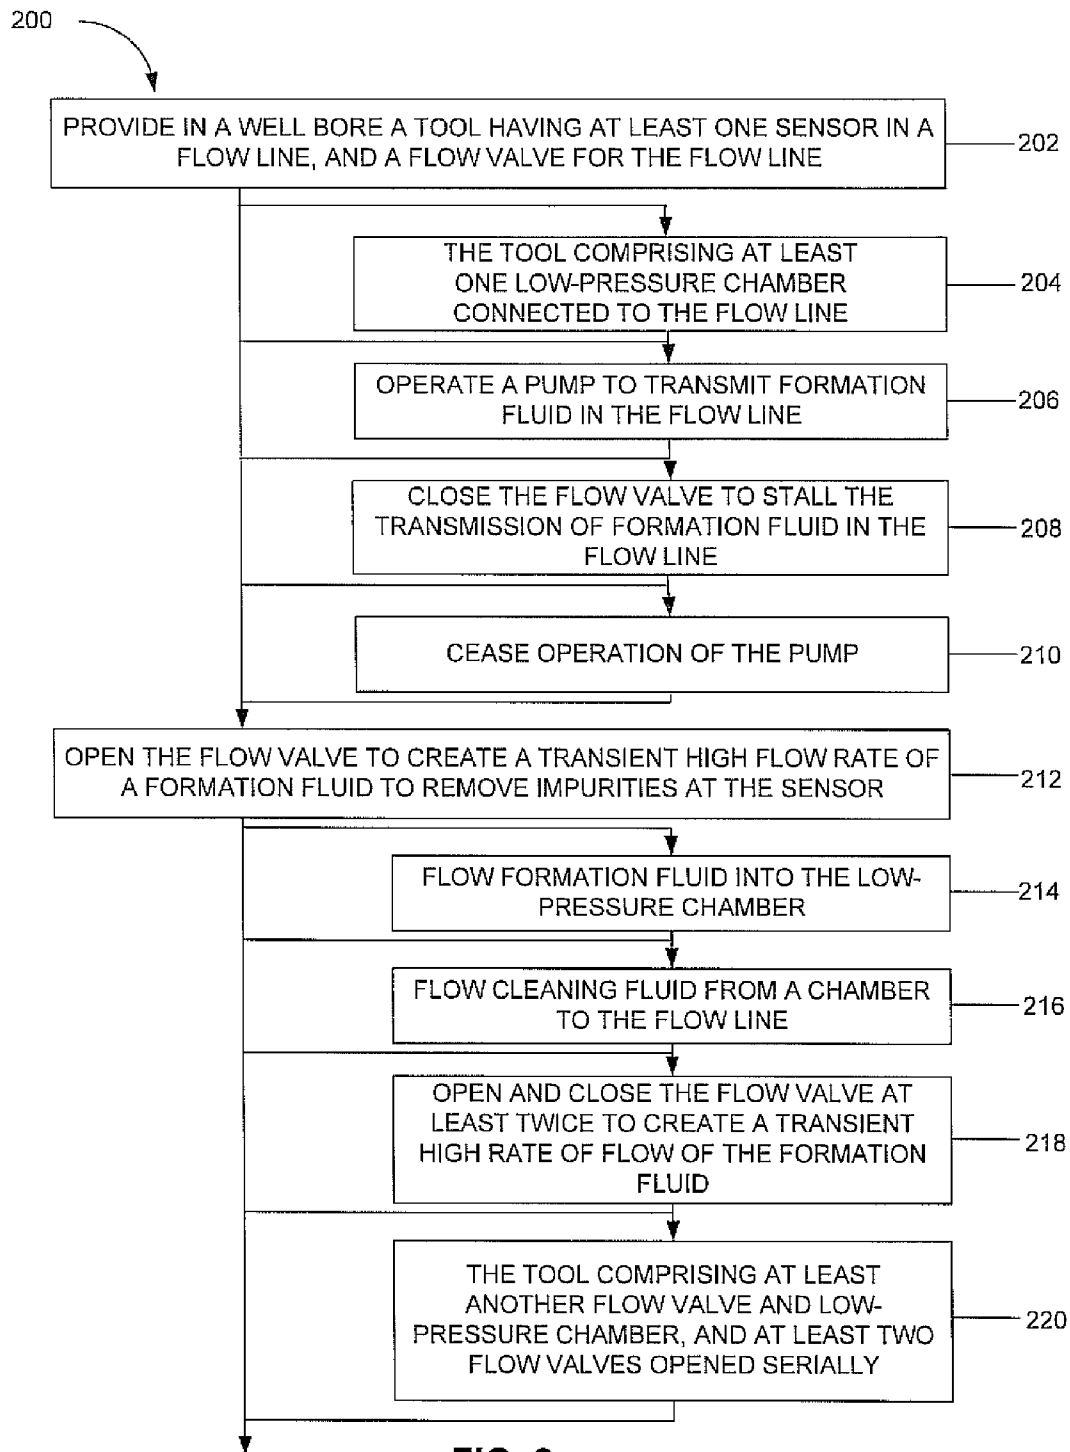 200
PROVIDE IN A WELL BORE A TOOL HAVING AT LEAST ONE SENSOR IN A
FLOW LINE, AND A FLOW VALVE FOR THE FLOW LINE
202
THE TOOL COMPRISING AT LEAST
ONE LOW-PRESSURE CHAMBER
CONNECTED TO THE FLOW LINE
204
OPERATE A PUMP TO TRANSMIT FORMATION
FLUID IN THE FLOW LINE
206
CLOSE THE FLOW VALVE TO STALL THE
TRANSMISSION OF FORMATION FLUID IN THE
FLOW LINE
208
CEASE OPERATION OF THE PUMP
210
OPEN THE FLOW VALVE TO CREATE A TRANSIENT HIGH FLOW RATE OF
A FORMATION FLUID TO REMOVE IMPURITIES AT THE SENSOR
212
FLOW FORMATION FLUID INTO THE LOW-
PRESSURE CHAMBER
214
FLOW CLEANING FLUID FROM A CHAMBER
TO THE FLOW LINE
216
OPEN AND CLOSE THE FLOW VALVE AT
LEAST TWICE TO CREATE A TRANSIENT
HIGH RATE OF FLOW OF THE FORMATION
FLUID
218
THE TOOL COMPRISING AT LEAST
ANOTHER FLOW VALVE AND LOW-
PRESSURE CHAMBER, AND AT LEAST TWO
FLOW VALVES OPENED SERIALLY
220